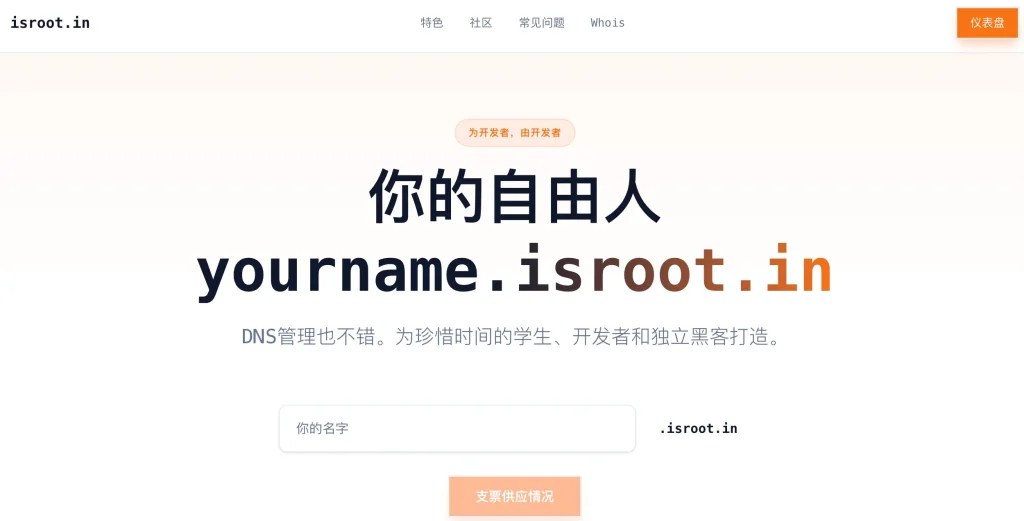 isroot.in
特色
社区
常见问题
Whois
仪表盘
为开发者，由开发者
你的自由人
yourname.isroot.in
DNS管理也不错。为珍惜时间的学生、开发者和独立黑客打造。
你的名字
.isroot.in
支票供应情况